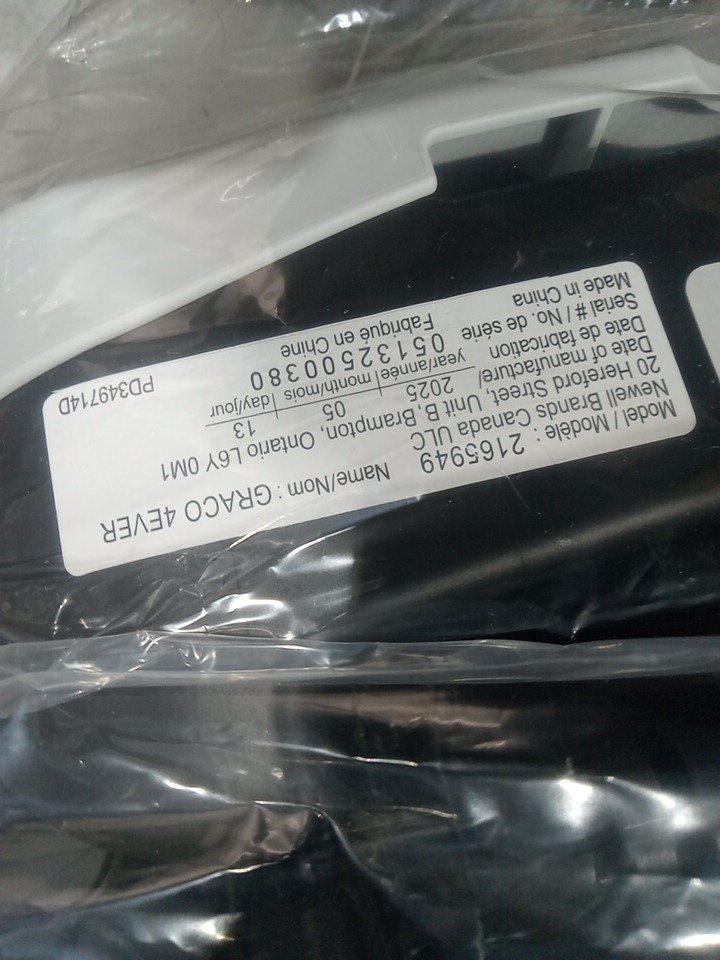 Model / Modèle : 2165949 Name/Nom : GRACO 4EVER
Newell Brands Canada ULC
20 Hereford Street, Unit B, Brampton, Ontario L6Y 0M1
Date of manufacture/ 2025 05 13
Date de fabrication year/année month/mois day/jour
Serial # / No. de série 05132500380
Made in China Fabriqué en Chine PD349714D